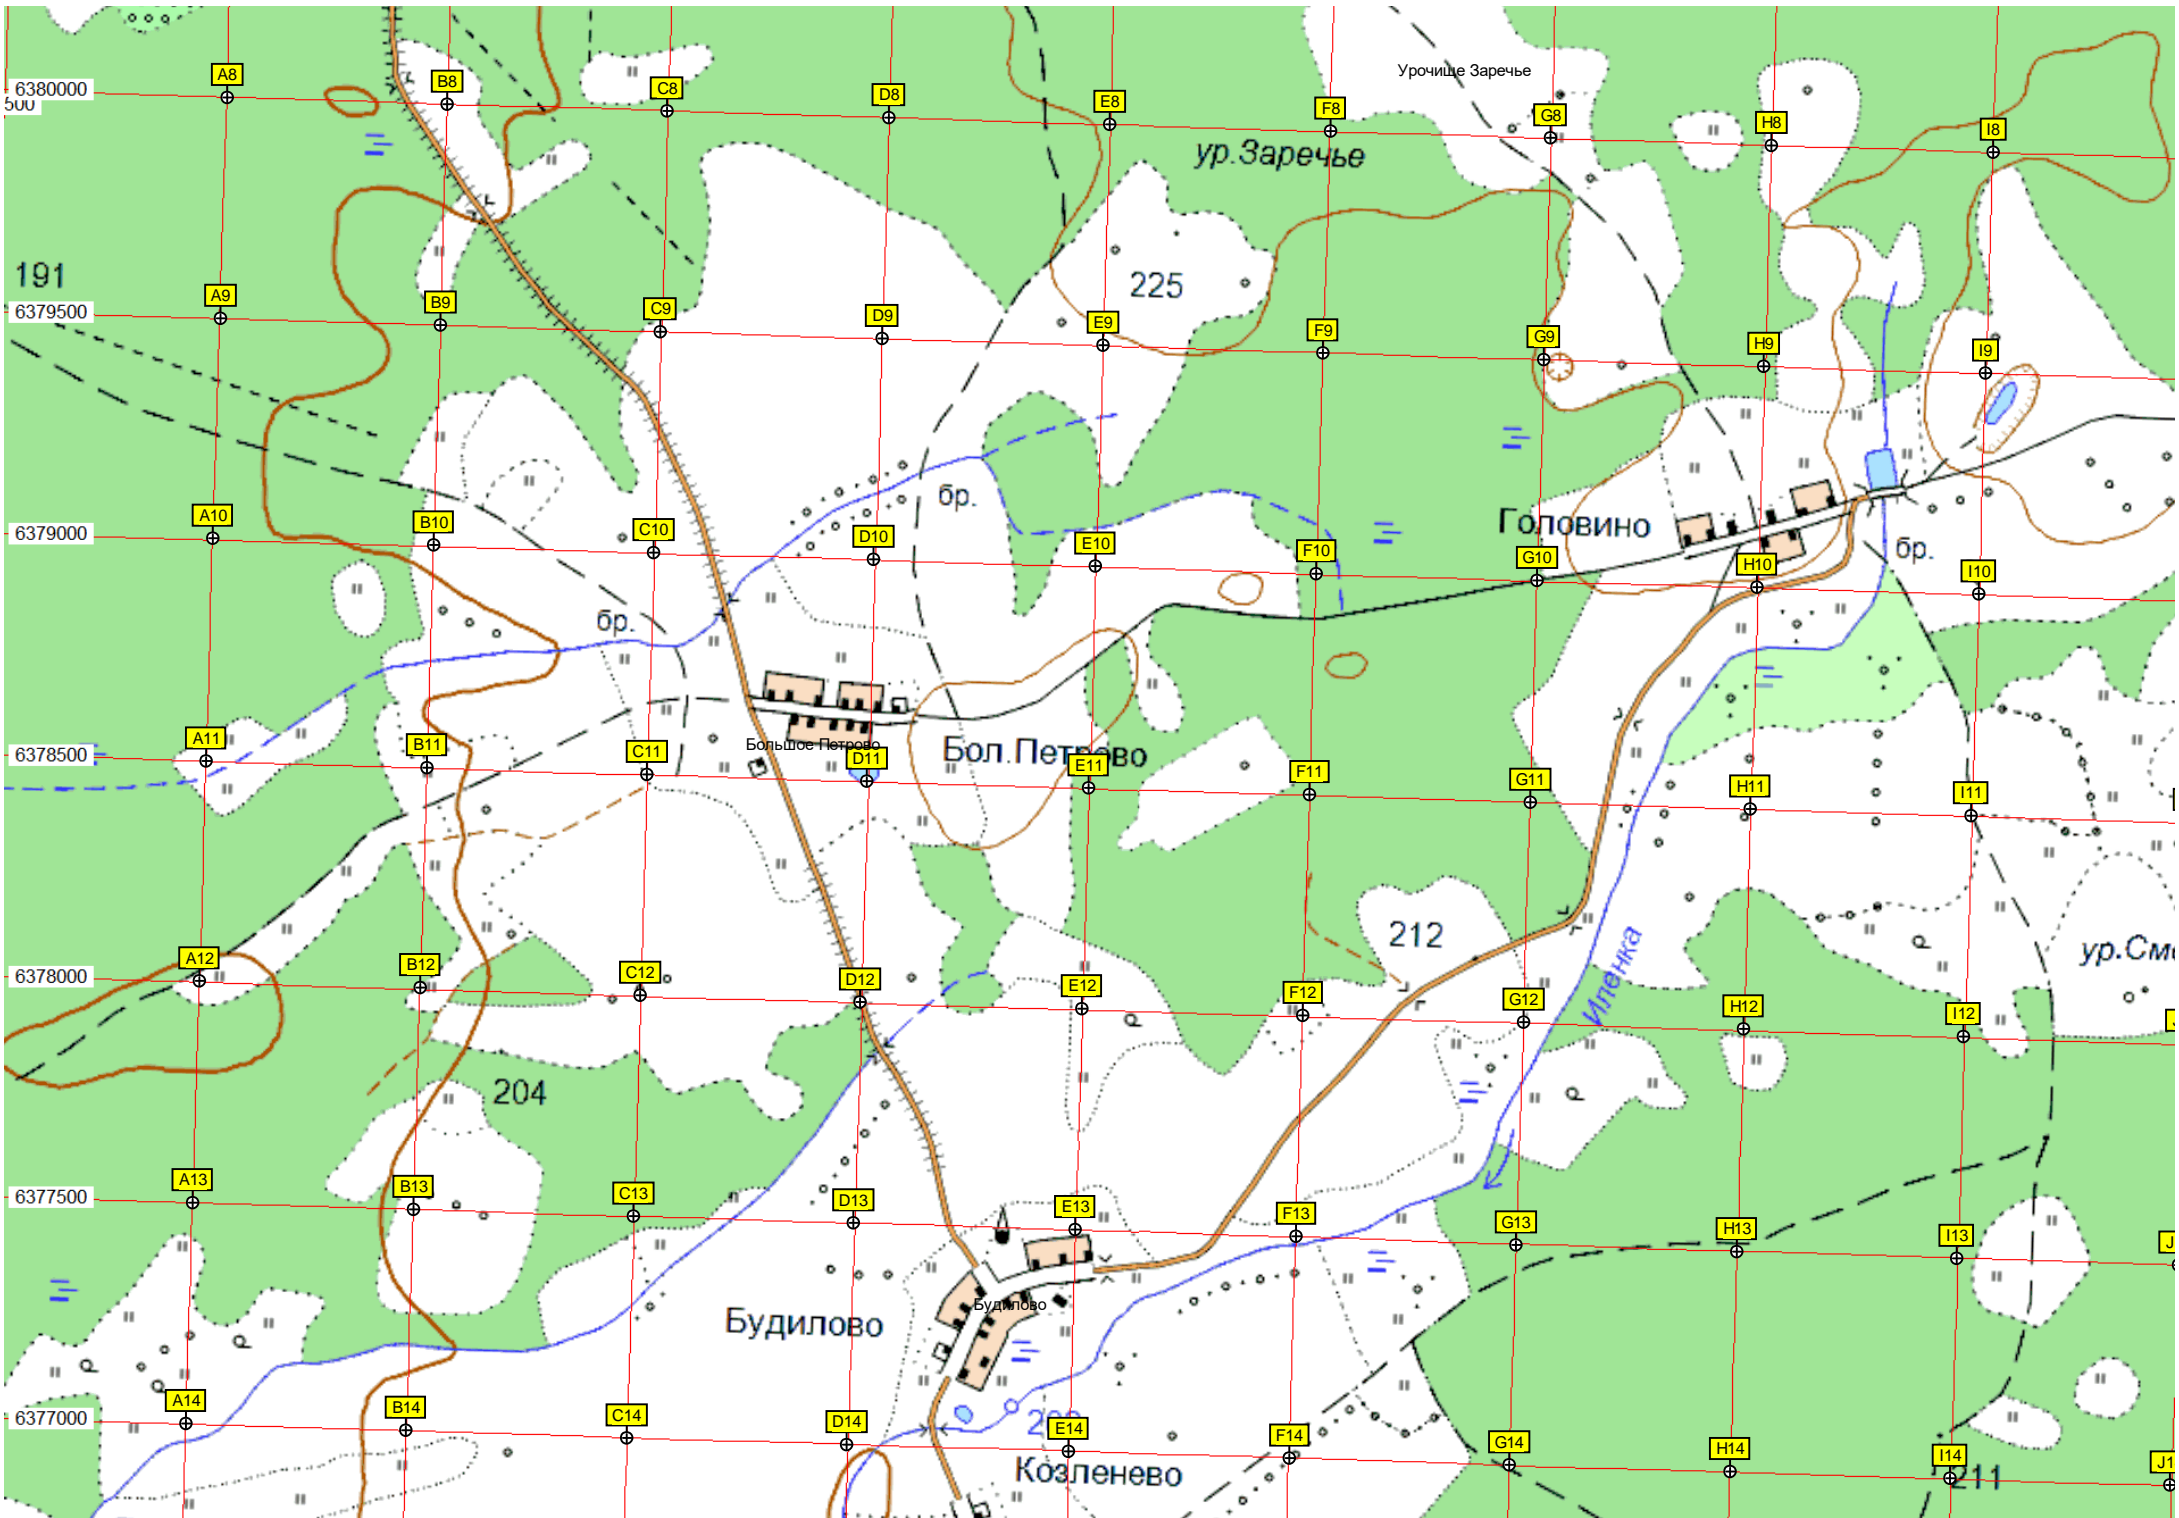 Урочище Заречье
6380000
500
A8
B8
C8
D8
E8
F8
G8
H8
I8
ур.Заречье
191
225
6379500
A9
B9
C9
D9
E9
F9
G9
H9
I9
бр.
Головино
6379000
A10
B10
C10
D10
E10
F10
G10
H10
I10
бр.
бр.
6378500
A11
B11
C11
Большое Петрово
D11
Бол.Петрово
E11
F11
G11
H11
I11
212
ур.См
Иленка
6378000
A12
B12
C12
D12
E12
F12
G12
H12
I12
204
6377500
A13
B13
C13
D13
E13
F13
G13
H13
I13
J
Будилово
Будилово
6377000
A14
B14
C14
D14
E14
F14
G14
H14
I14
J1
Козленево
211